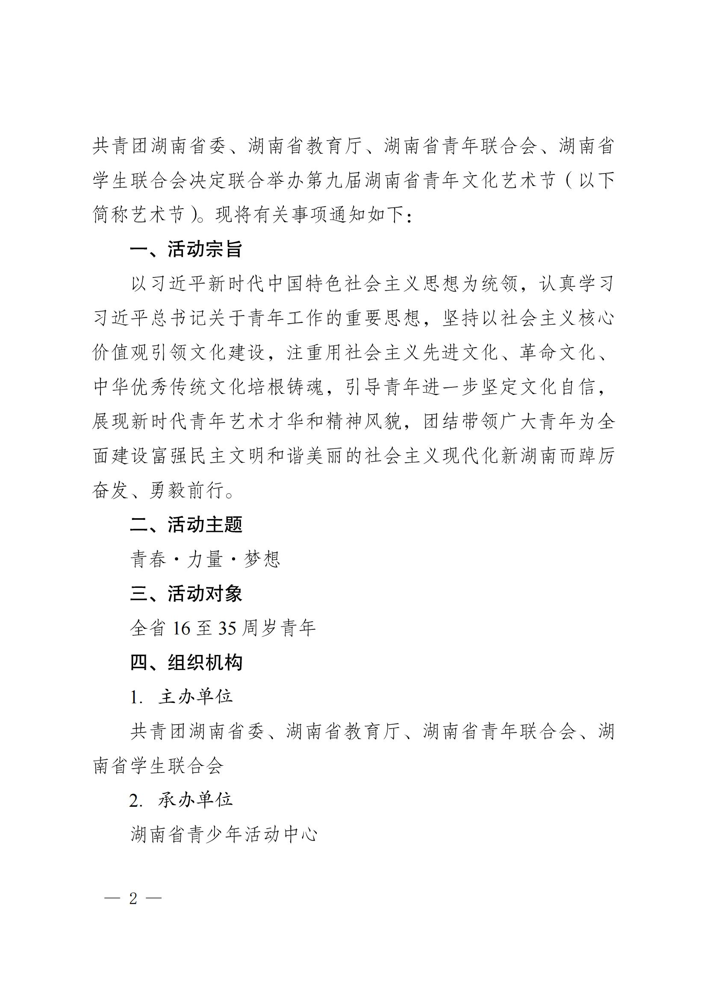 共青团湖南省委、湖南省教育厅、湖南省青年联合会、湖南省
学生联合会决定联合举办第九届湖南省青年文化艺术节（以下
简称艺术节）。现将有关事项通知如下：
一、活动宗旨
以习近平新时代中国特色社会主义思想为统领，认真学习
习近平总书记关于青年工作的重要思想，坚持以社会主义核心
价值观引领文化建设，注重用社会主义先进文化、革命文化、
中华优秀传统文化培根铸魂，引导青年进一步坚定文化自信，
展现新时代青年艺术才华和精神风貌，团结带领广大青年为全
面建设富强民主文明和谐美丽的社会主义现代化新湖南而踔厉
奋发、勇毅前行。
二、活动主题
青春·力量·梦想
三、活动对象
全省 16 至 35 周岁青年
四、组织机构
1. 主办单位
共青团湖南省委、湖南省教育厅、湖南省青年联合会、湖
南省学生联合会
2. 承办单位
湖南省青少年活动中心
— 2 —